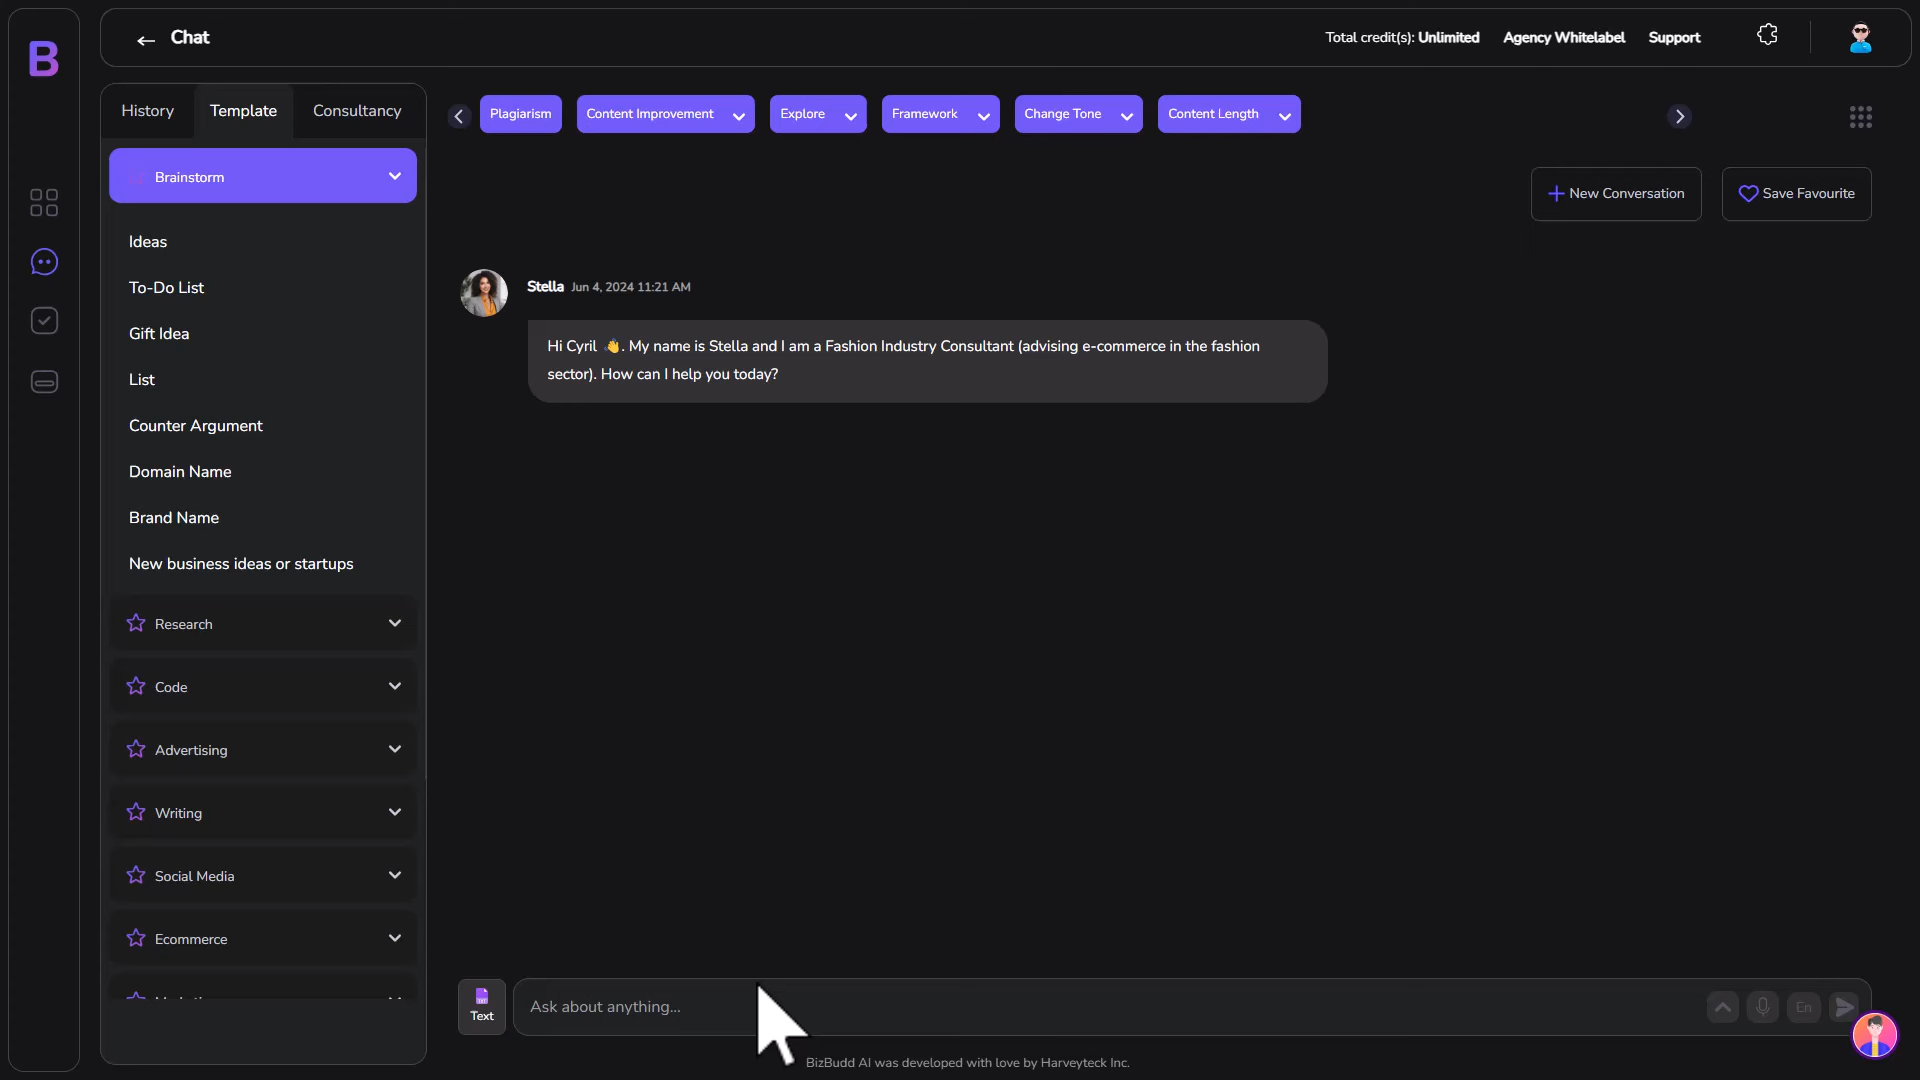 B
Chat
Total credit(s): Unlimited
Agency Whitelabel
Support
History
Template
Consultancy
Plagiarism
Content Improvement
Explore
Framework
Change Tone
Content Length
Brainstorm
New Conversation
Save Favourite
Ideas
To-Do List
Gift Idea
List
Counter Argument
Domain Name
Brand Name
New business ideas or startups
Research
Code
Advertising
Writing
Social Media
Ecommerce
Stella Jun 4, 2024 11:21 AM
Hi Cyril 👋. My name is Stella and I am a Fashion Industry Consultant (advising e-commerce in the fashion
sector). How can I help you today?
Text
Ask about anything...
En
BizBudd AI was developed with love by Harveyteck Inc.